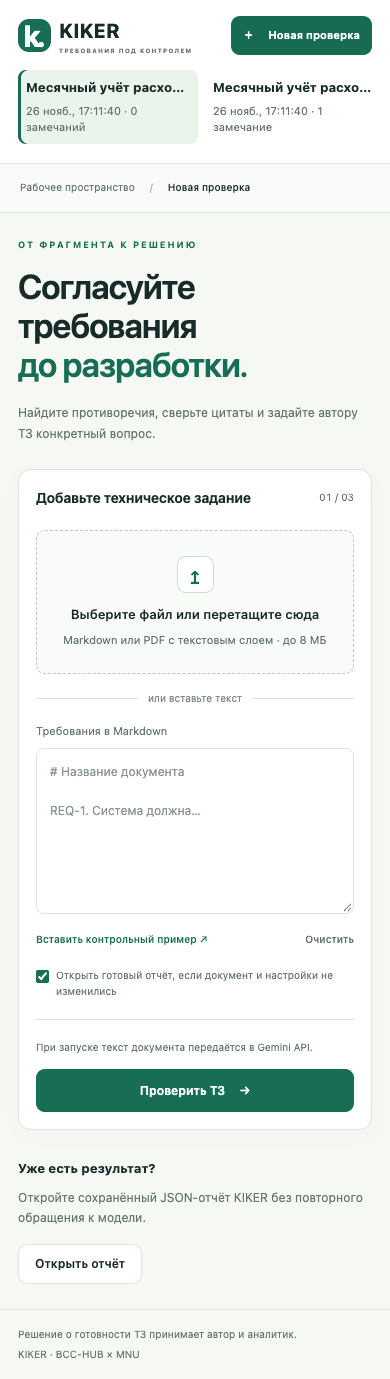 KIKER
ТРЕБОВАНИЯ ПОД КОНТРОЛЕМ
+ Новая проверка
Месячный учёт расхо...
26 нояб., 17:11:40 · 0
замечаний
Месячный учёт расхо...
26 нояб., 17:11:40 · 1
замечание
Рабочее пространство / Новая проверка
ОТ ФРАГМЕНТА К РЕШЕНИЮ
Согласуйте
требования
до разработки.
Найдите противоречия, сверьте цитаты и задайте автору
ТЗ конкретный вопрос.
Добавьте техническое задание
01 / 03
Выберите файл или перетащите сюда
Markdown или PDF с текстовым слоем · до 8 МБ
или вставьте текст
Требования в Markdown
# Название документа
REQ-1. Система должна...
Вставить контрольный пример ↗
Очистить
Открыть готовый отчёт, если документ и настройки не
изменились
При запуске текст документа передаётся в Gemini API.
Проверить ТЗ →
Уже есть результат?
Откройте сохранённый JSON-отчёт KIKER без повторного
обращения к модели.
Открыть отчёт
Решение о готовности ТЗ принимает автор и аналитик.
KIKER · BCC-HUB × MNU